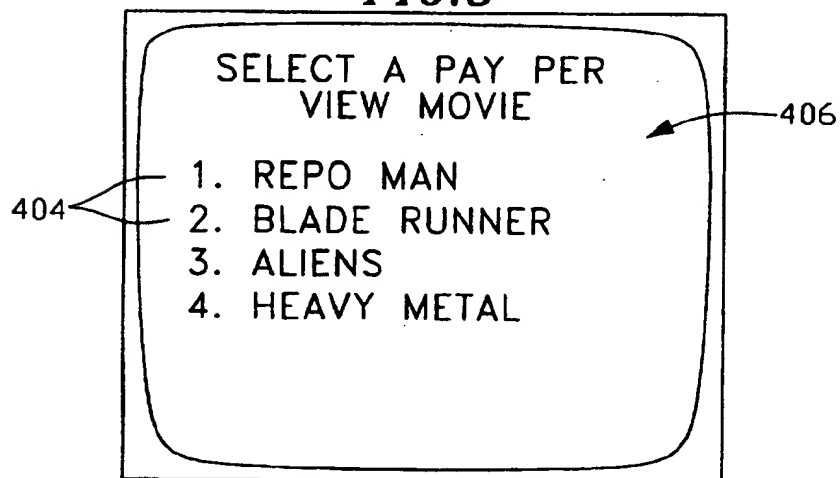 SELECT A PAY PER
VIEW MOVIE
406
1. REPO MAN
404
2. BLADE RUNNER
3. ALIENS
4. HEAVY METAL